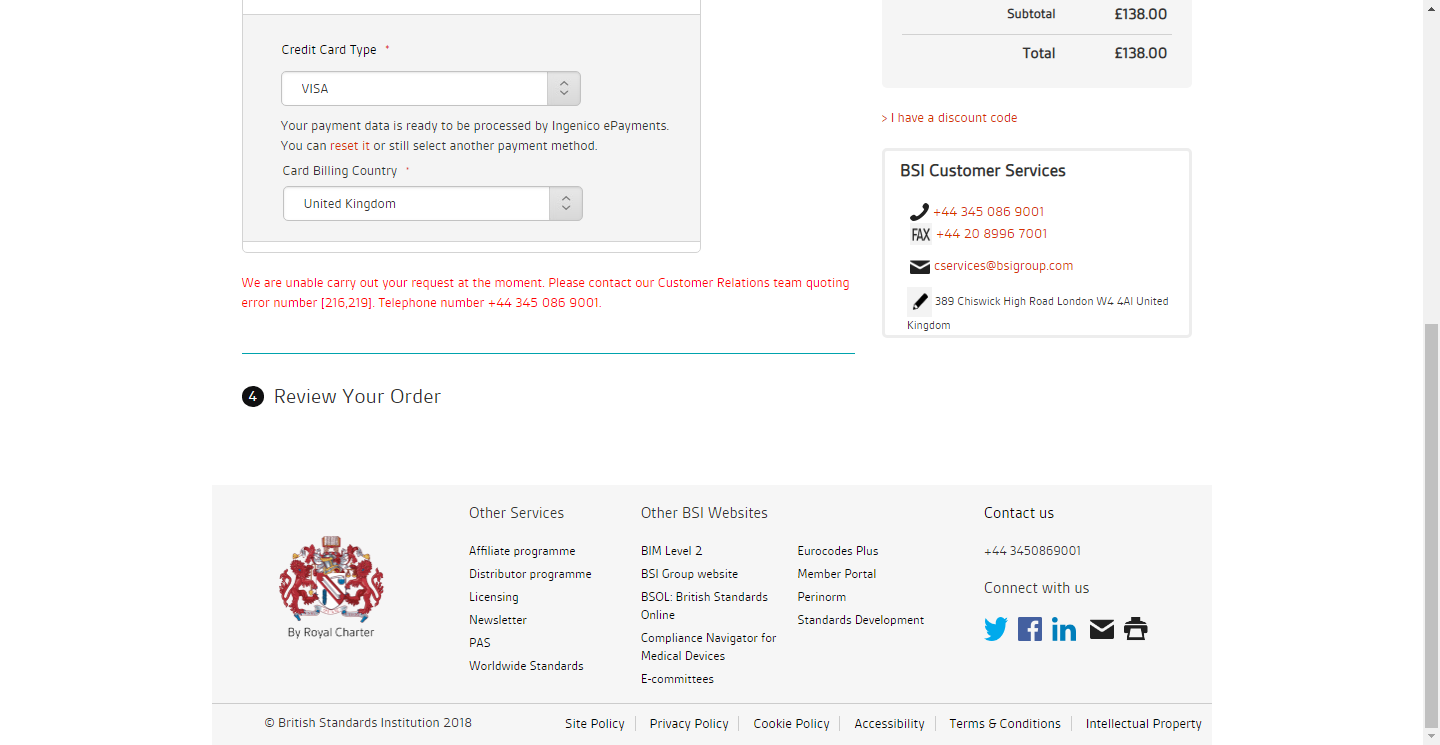 Credit Card Type *
VISA
Your payment data is ready to be processed by Ingenico ePayments.
You can reset it or still select another payment method.
Card Billing Country *
United Kingdom
We are unable carry out your request at the moment. Please contact our Customer Relations team quoting
error number [216,219]. Telephone number +44 345 086 9001.
Subtotal £138.00
Total £138.00
> I have a discount code
BSI Customer Services
+44 345 086 9001
FAX +44 20 8996 7001
cservices@bsigroup.com
389 Chiswick High Road London W4 4Al United
Kingdom
4 Review Your Order
By Royal Charter
Other Services
Affiliate programme
Distributor programme
Licensing
Newsletter
PAS
Worldwide Standards
Other BSI Websites
BIM Level 2
BSI Group website
BSOL: British Standards
Online
Compliance Navigator for
Medical Devices
E-committees
Eurocodes Plus
Member Portal
Perinorm
Standards Development
Contact us
+44 3450869001
Connect with us
© British Standards Institution 2018
Site Policy
Privacy Policy
Cookie Policy
Accessibility
Terms & Conditions
Intellectual Property